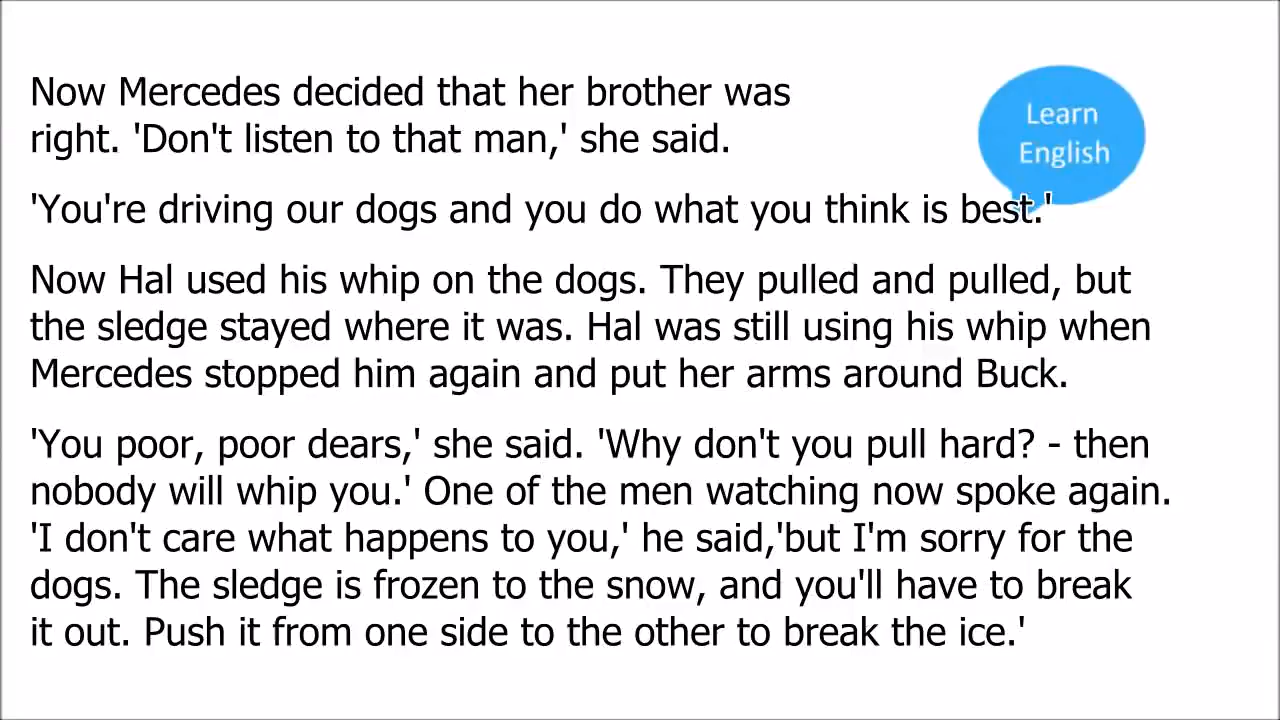 Now Mercedes decided that her brother was
right. 'Don't listen to that man,' she said.
Learn
English
'You're driving our dogs and you do what you think is best.'
Now Hal used his whip on the dogs. They pulled and pulled, but
the sledge stayed where it was. Hal was still using his whip when
Mercedes stopped him again and put her arms around Buck.
'You poor, poor dears,' she said. 'Why don't you pull hard? - then
nobody will whip you.' One of the men watching now spoke again.
'I don't care what happens to you,' he said,'but I'm sorry for the
dogs. The sledge is frozen to the snow, and you'll have to break
it out. Push it from one side to the other to break the ice.'